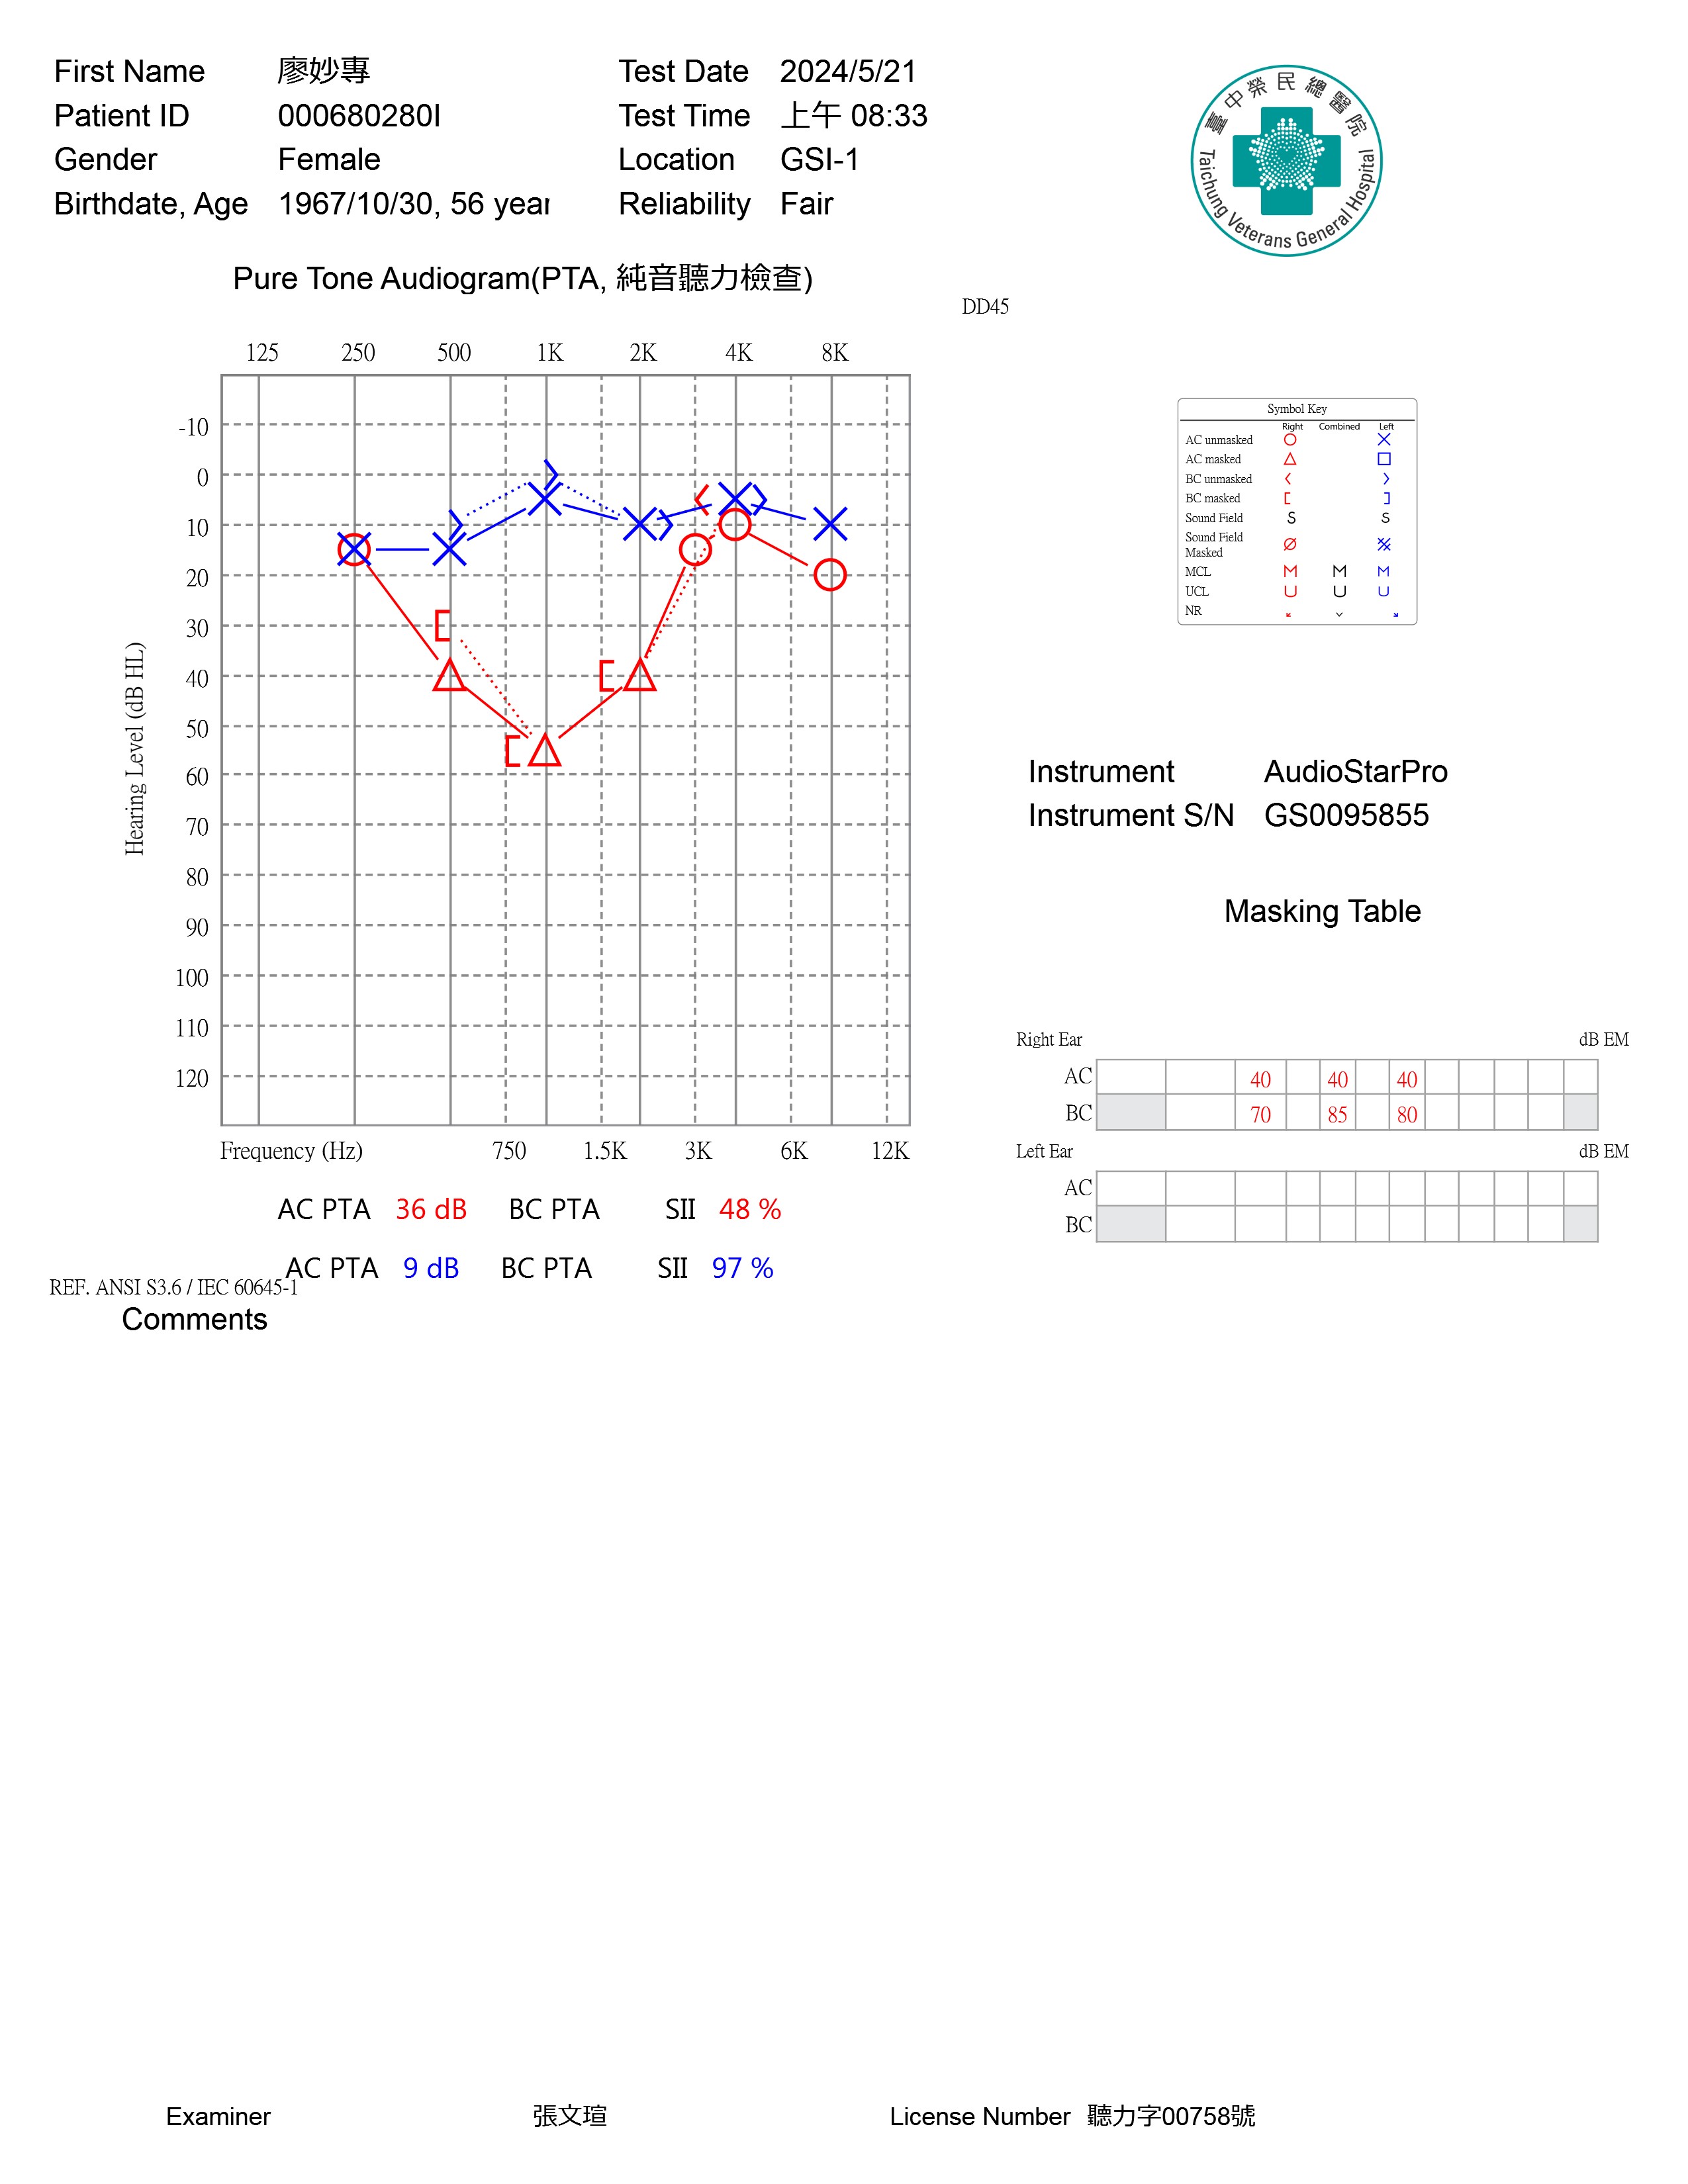 First Name 廖妙專 Test Date 2024/5/21
Patient ID 000680280I Test Time 上午 08:33
Gender Female Location GSI-1
Birthdate, Age 1967/10/30, 56 year Reliability Fair
臺中榮民總醫院
Taichung Veterans General Hospital
Pure Tone Audiogram(PTA, 純音聽力檢查)
DD45
125 250 500 1K 2K 4K 8K
-10
0
10
20
30
40
50
60
70
80
90
100
110
120
Hearing Level (dB HL)
Frequency (Hz) 750 1.5K 3K 6K 12K
Symbol Key
Right Combined Left
AC unmasked
AC masked
BC unmasked
BC masked
Sound Field S S
Sound Field
Masked
MCL M M M
UCL U U U
NR
Instrument AudioStarPro
Instrument S/N GS0095855
Masking Table
Right Ear dB EM
AC 40 40 40
BC 70 85 80
Left Ear dB EM
AC
BC
AC PTA 36 dB BC PTA SII 48 %
AC PTA 9 dB BC PTA SII 97 %
REF. ANSI S3.6 / IEC 60645-1
Comments
Examiner 張文瑄 License Number 聽力字00758號